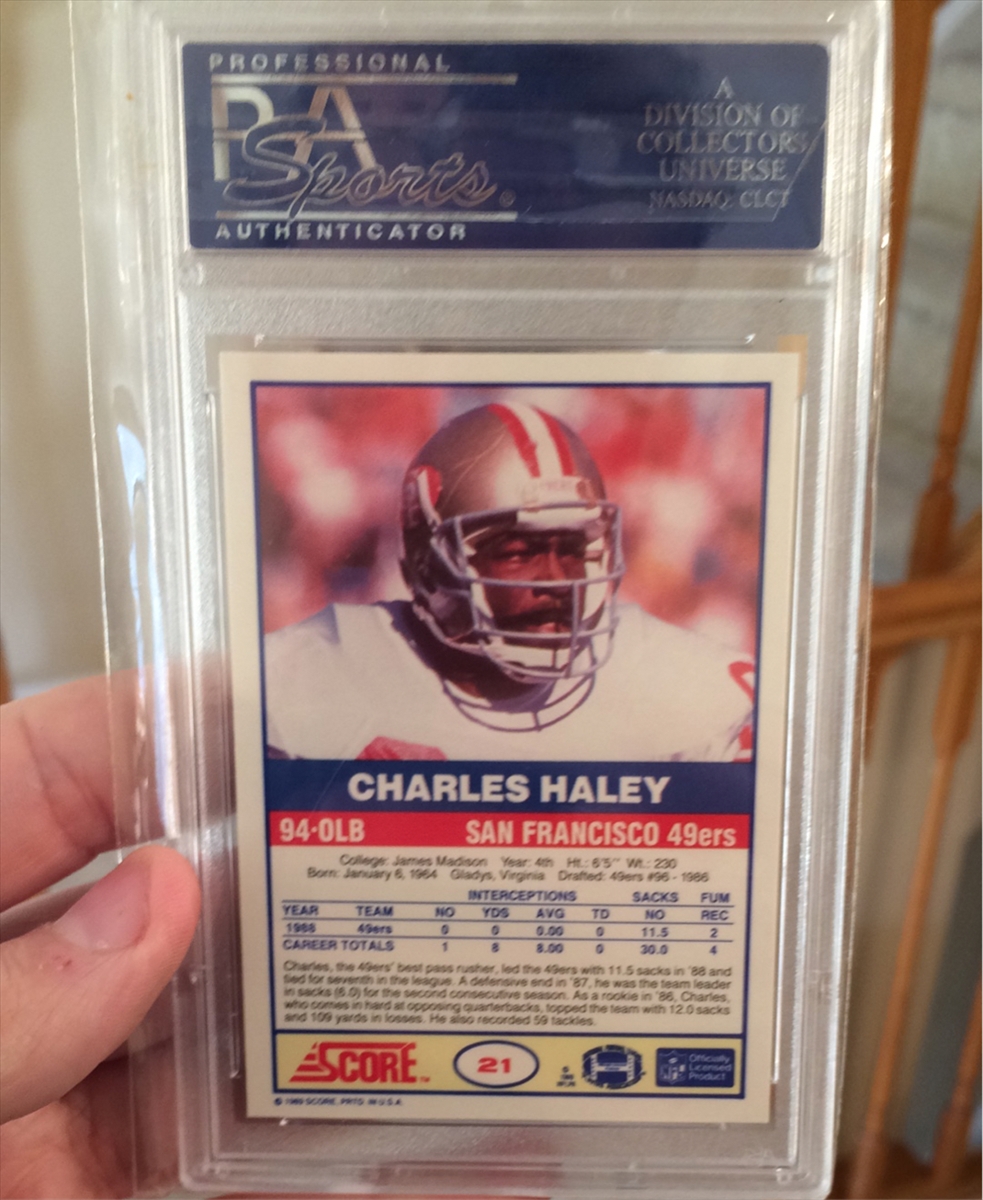 PROFESSIONAL
PSA
Sports®
AUTHENTICATOR
A
DIVISION OF
COLLECTORS
UNIVERSE
NASDAQ: CLCT
CHARLES HALEY
94·OLB SAN FRANCISCO 49ers
College: James Madison Year: 4th Ht.: 6'5" Wt.: 230
Born: January 6, 1964 Gladys, Virginia Drafted: 49ers #96 - 1986
INTERCEPTIONS SACKS FUM
YEAR TEAM NO YDS AVG TD NO REC
1988 49ers 0 0 0.00 0 11.5 2
CAREER TOTALS 1 8 8.00 0 30.0 4
Charles, the 49ers' best pass rusher, led the 49ers with 11.5 sacks in '88 and
tied for seventh in the league. A defensive end in '87, he was the team leader
in sacks (6.0) for the second consecutive season. As a rookie in '86, Charles,
who comes in hard at opposing quarterbacks, topped the team with 12.0 sacks
and 109 yards in losses. He also recorded 59 tackles.
SCORE™ 21
NFL
Officially
Licensed
Product
© 1989 SCORE, PRTD. IN U.S.A.